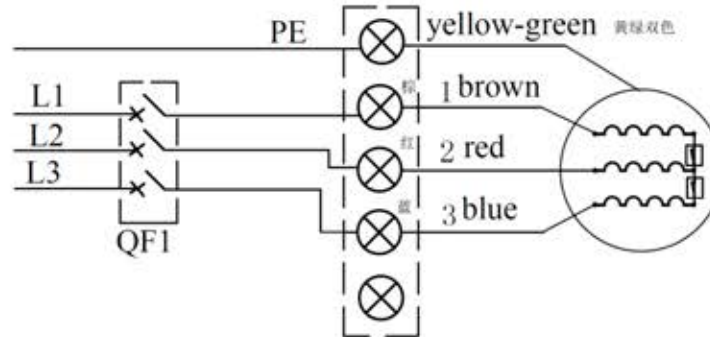 PE
yellow-green 黄绿双色
L1
棕
1 brown
L2
红
2 red
L3
蓝
3 blue
QF1